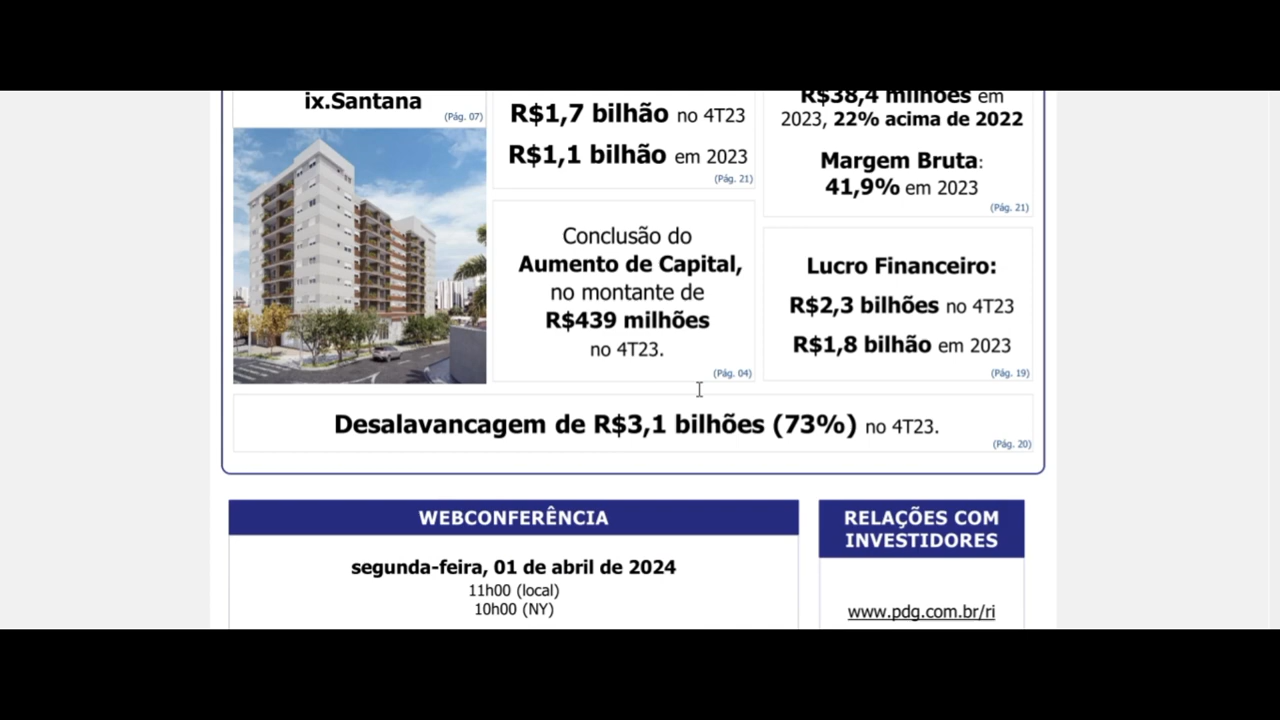 ix.Santana
(Pág. 07)
R$1,7 bilhão no 4T23
R$1,1 bilhão em 2023
(Pág. 21)
Conclusão do
Aumento de Capital,
no montante de
R$439 milhões
no 4T23.
(Pág. 04)
R$38,4 milhões em
2023, 22% acima de 2022
Margem Bruta:
41,9% em 2023
(Pág. 21)
Lucro Financeiro:
R$2,3 bilhões no 4T23
R$1,8 bilhão em 2023
(Pág. 19)
Desalavancagem de R$3,1 bilhões (73%) no 4T23.
(Pág. 20)
WEBCONFERÊNCIA
segunda-feira, 01 de abril de 2024
11h00 (local)
10h00 (NY)
RELAÇÕES COM
INVESTIDORES
www.pdg.com.br/ri